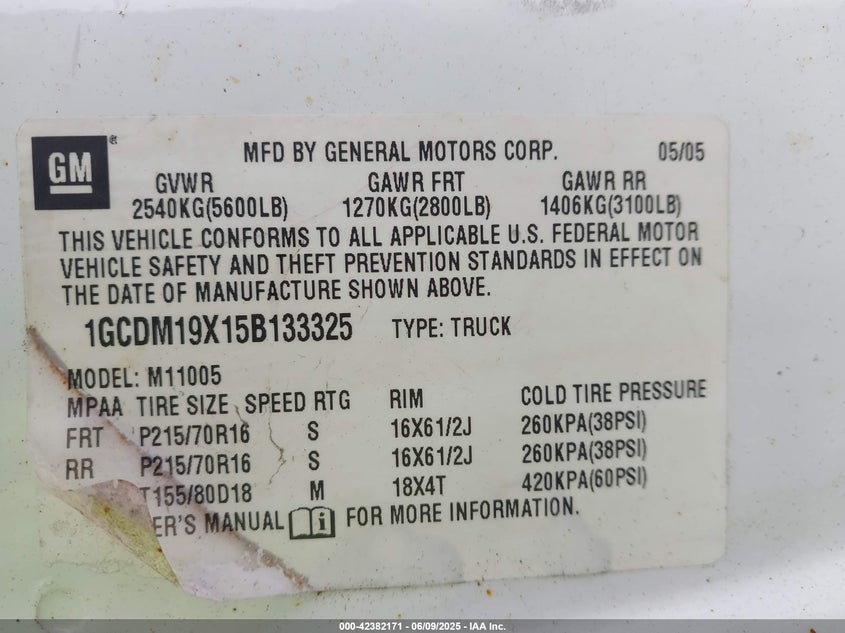 GM®
MFD BY GENERAL MOTORS CORP. 05/05
GVWR GAWR FRT GAWR RR
2540KG(5600LB) 1270KG(2800LB) 1406KG(3100LB)
THIS VEHICLE CONFORMS TO ALL APPLICABLE U.S. FEDERAL MOTOR
VEHICLE SAFETY AND THEFT PREVENTION STANDARDS IN EFFECT ON
THE DATE OF MANUFACTURE SHOWN ABOVE.
1GCDM19X15B133325 TYPE: TRUCK
MODEL: M11005
MPAA TIRE SIZE SPEED RTG RIM COLD TIRE PRESSURE
FRT P215/70R16 S 16X61/2J 260KPA(38PSI)
RR P215/70R16 S 16X61/2J 260KPA(38PSI)
T155/80D18 M 18X4T 420KPA(60PSI)
ER'S MANUAL i FOR MORE INFORMATION.
000-42382171 - 06/09/2025 - IAA Inc.